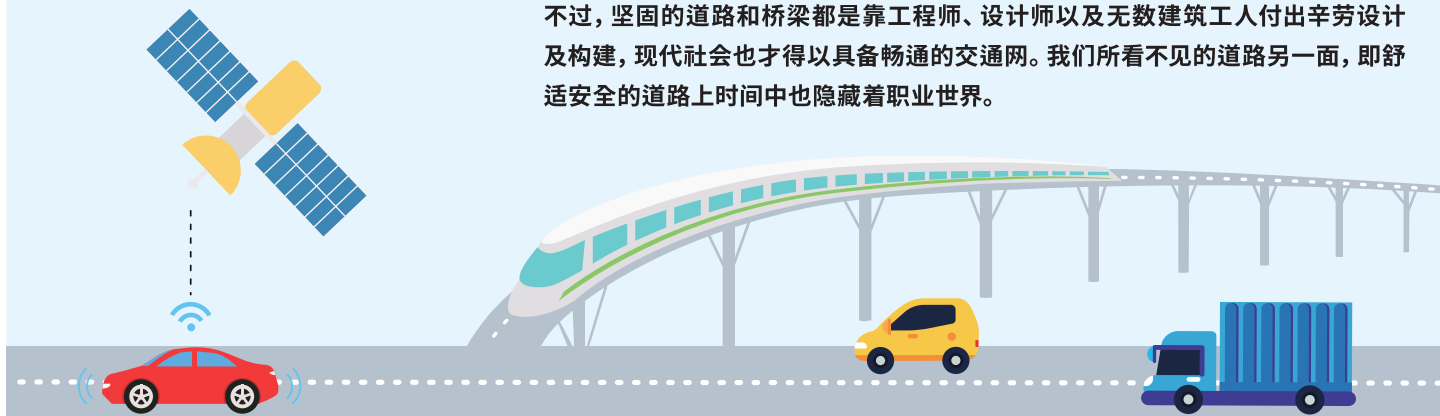 不过，坚固的道路和桥梁都是靠工程师、设计师以及无数建筑工人付出辛劳设计
及构建，现代社会也才得以具备畅通的交通网。我们所看不见的道路另一面，即舒
适安全的道路上时间中也隐藏着职业世界。